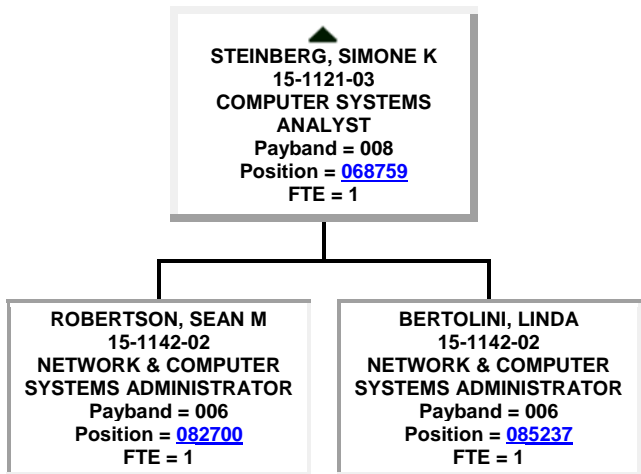 STEINBERG, SIMONE K
15-1121-03
COMPUTER SYSTEMS
ANALYST
Payband = 008
Position = 068759
FTE = 1
ROBERTSON, SEAN M
15-1142-02
NETWORK & COMPUTER
SYSTEMS ADMINISTRATOR
Payband = 006
Position = 082700
FTE = 1
BERTOLINI, LINDA
15-1142-02
NETWORK & COMPUTER
SYSTEMS ADMINISTRATOR
Payband = 006
Position = 085237
FTE = 1